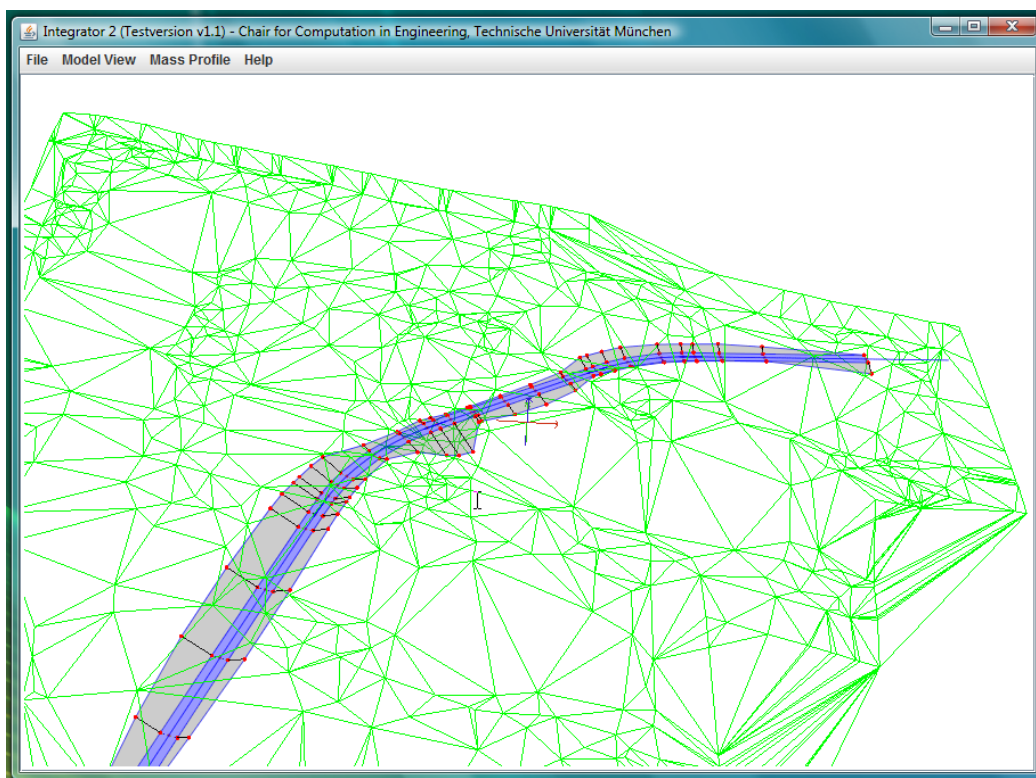 Integrator 2 (Testversion v1.1) - Chair for Computation in Engineering, Technische Universität München
File Model View Mass Profile Help